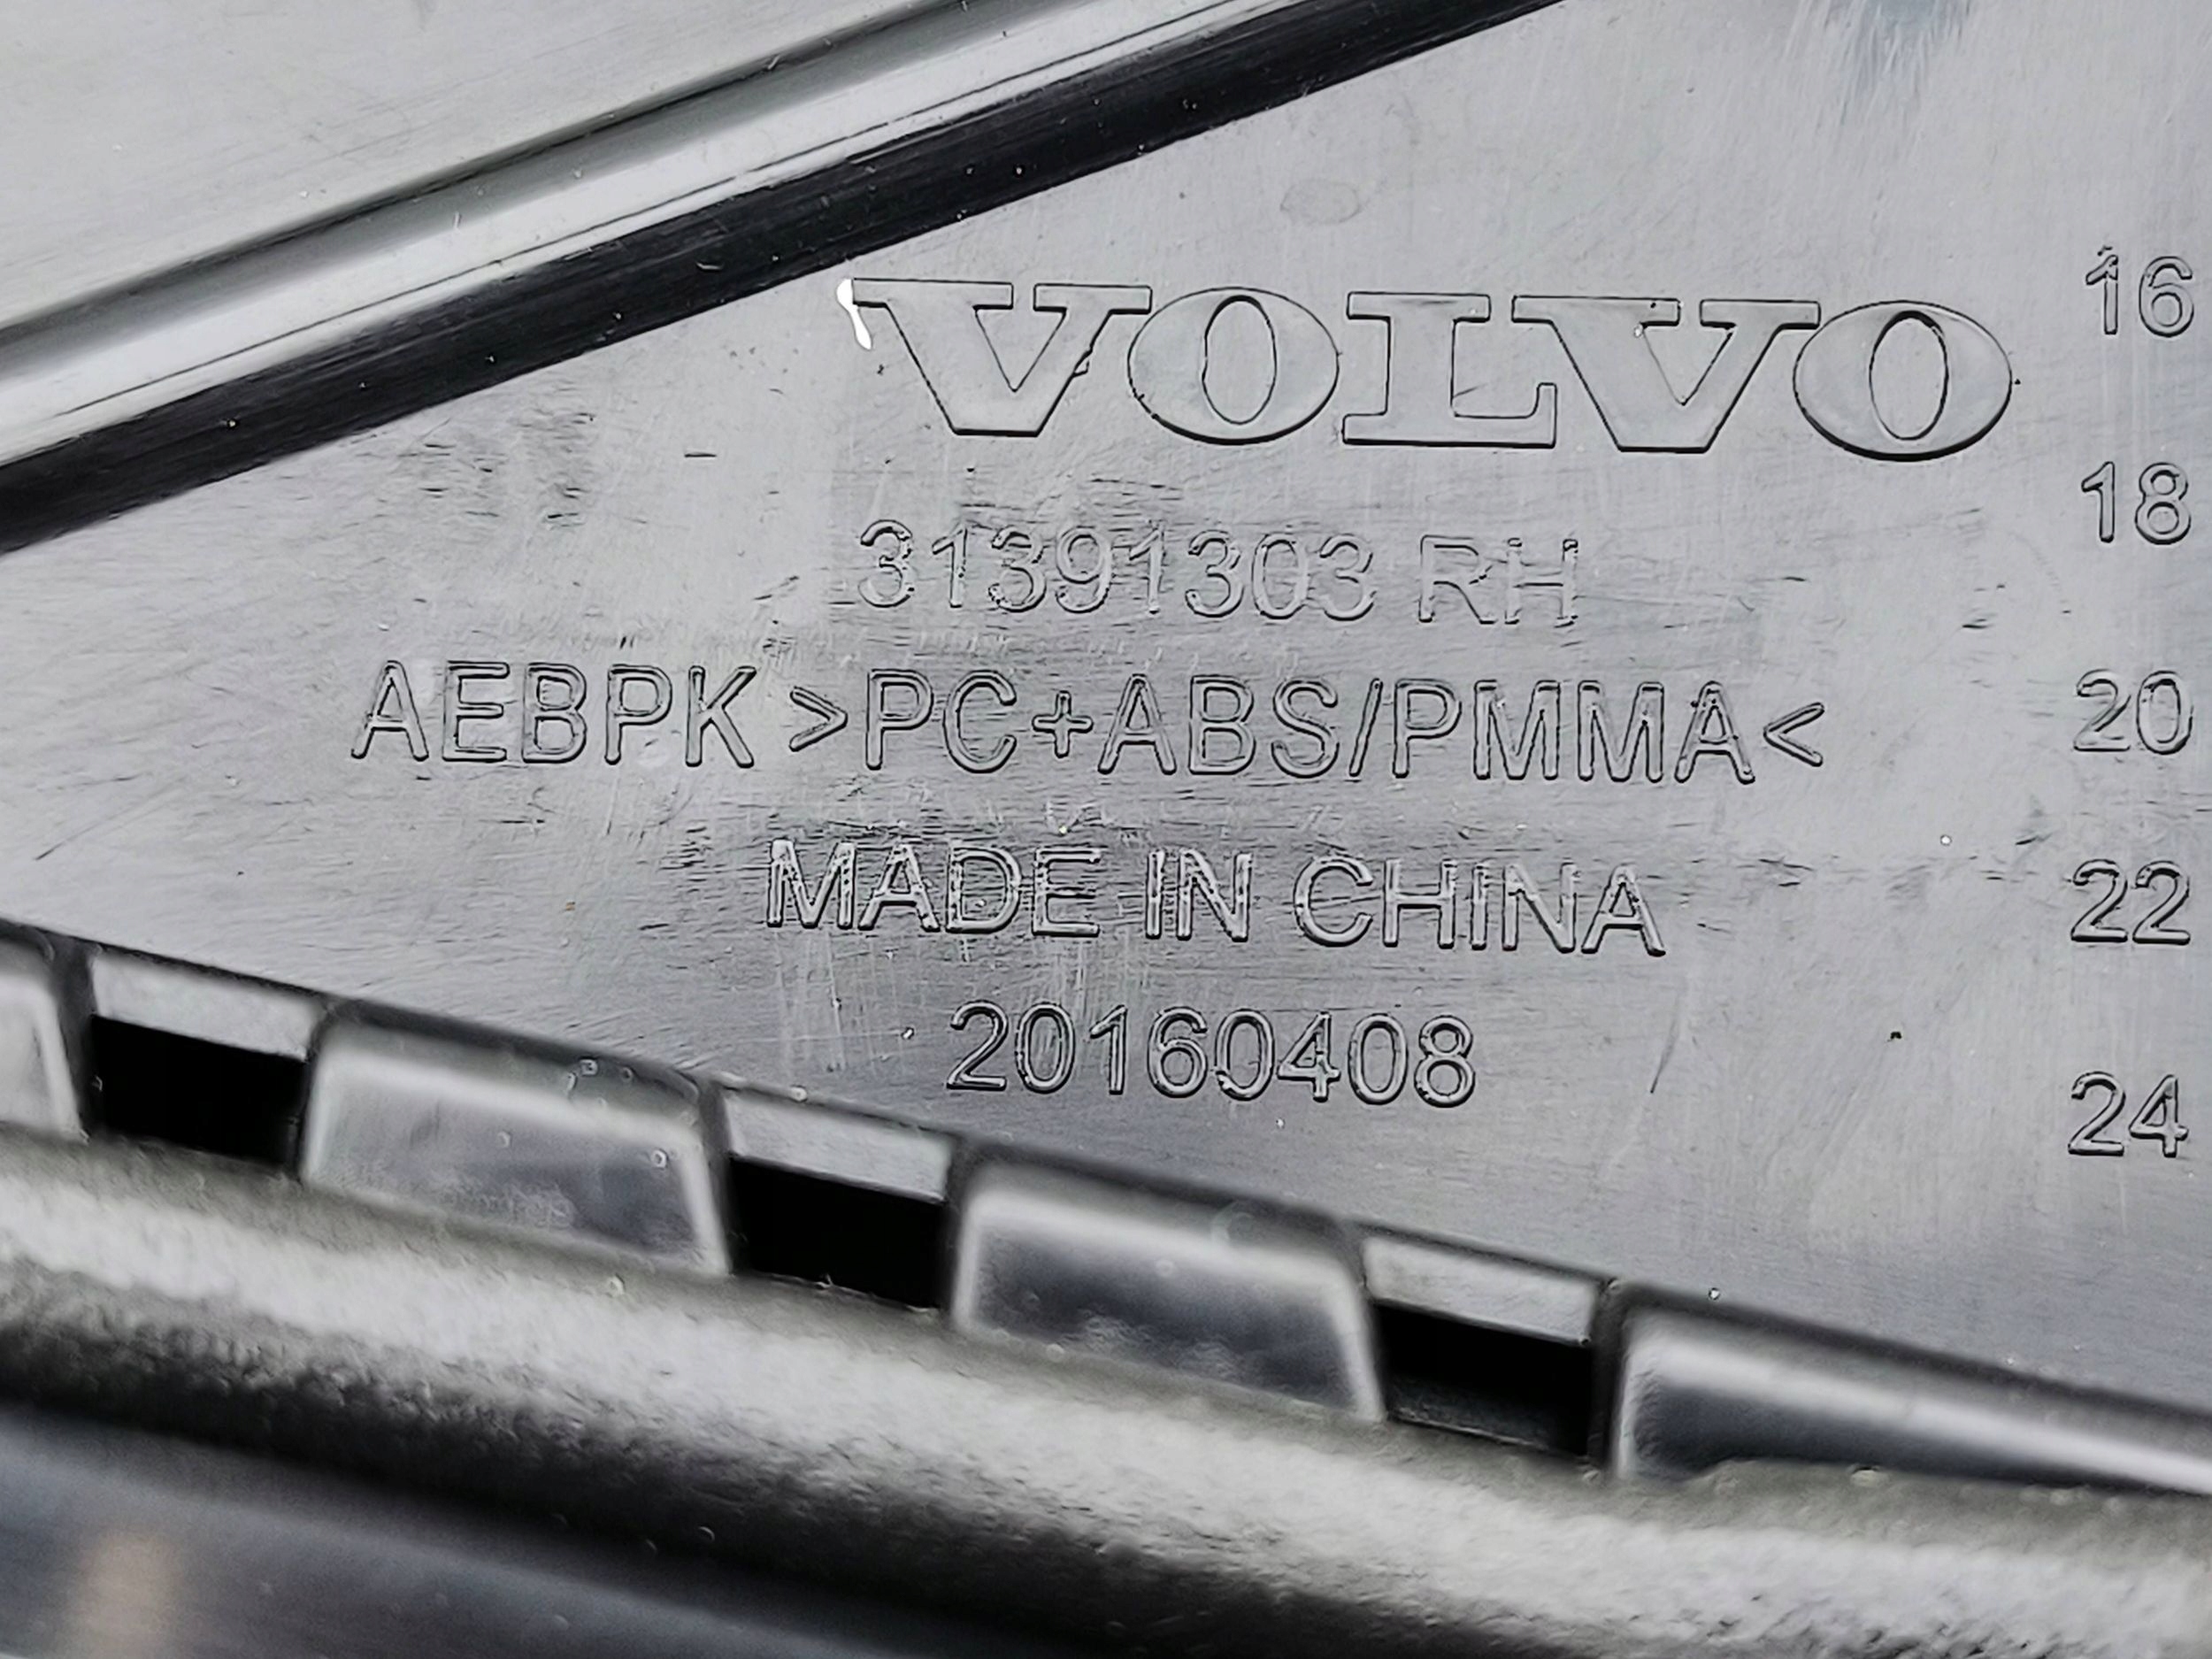 VOLVO
31391303 RH
AEBPK >PC+ABS/PMMA<
MADE IN CHINA
20160408
16
18
20
22
24